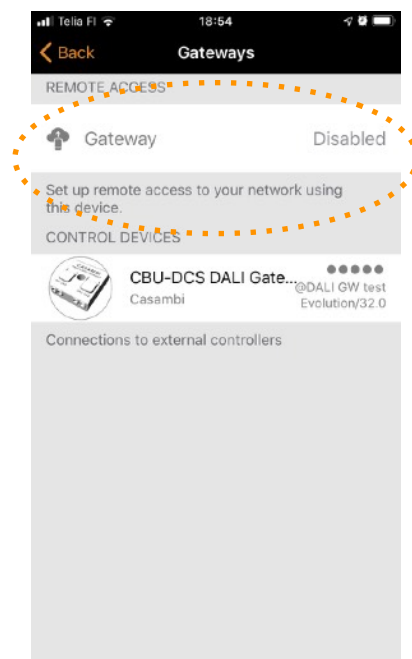 Telia FI 18:54
Back Gateways
REMOTE ACCESS
Gateway Disabled
Set up remote access to your network using
this device.
CONTROL DEVICES
CBU-DCS DALI Gate...
@DALI GW test
Casambi
Evolution/32.0
Connections to external controllers